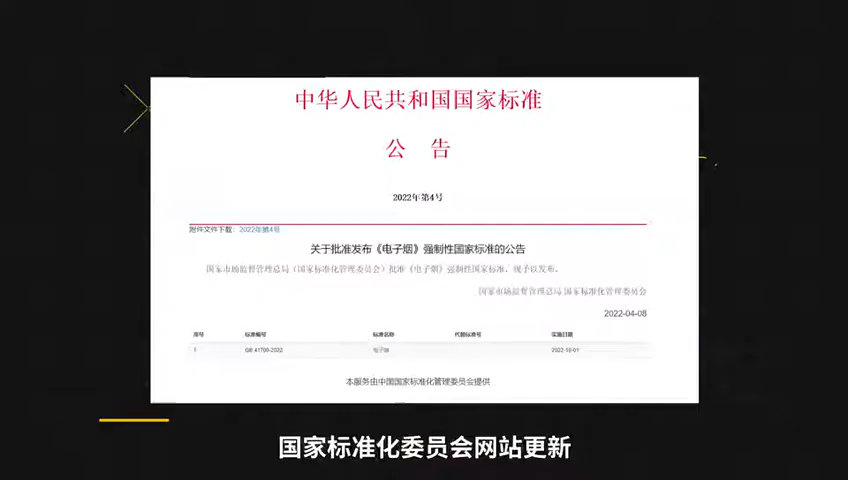 中华人民共和国国家标准
公 告
2022年第4号
附件文件下载：2022年第4号
关于批准发布《电子烟》强制性国家标准的公告
国家市场监督管理总局（国家标准化管理委员会）批准《电子烟》强制性国家标准，现予以发布。
国家市场监督管理总局 国家标准化管理委员会
2022-04-08
序号 标准编号 标准名称 代替标准号 实施日期
1 GB 41700-2022 电子烟 2022-10-01
本服务由中国国家标准化管理委员会提供
国家标准化委员会网站更新